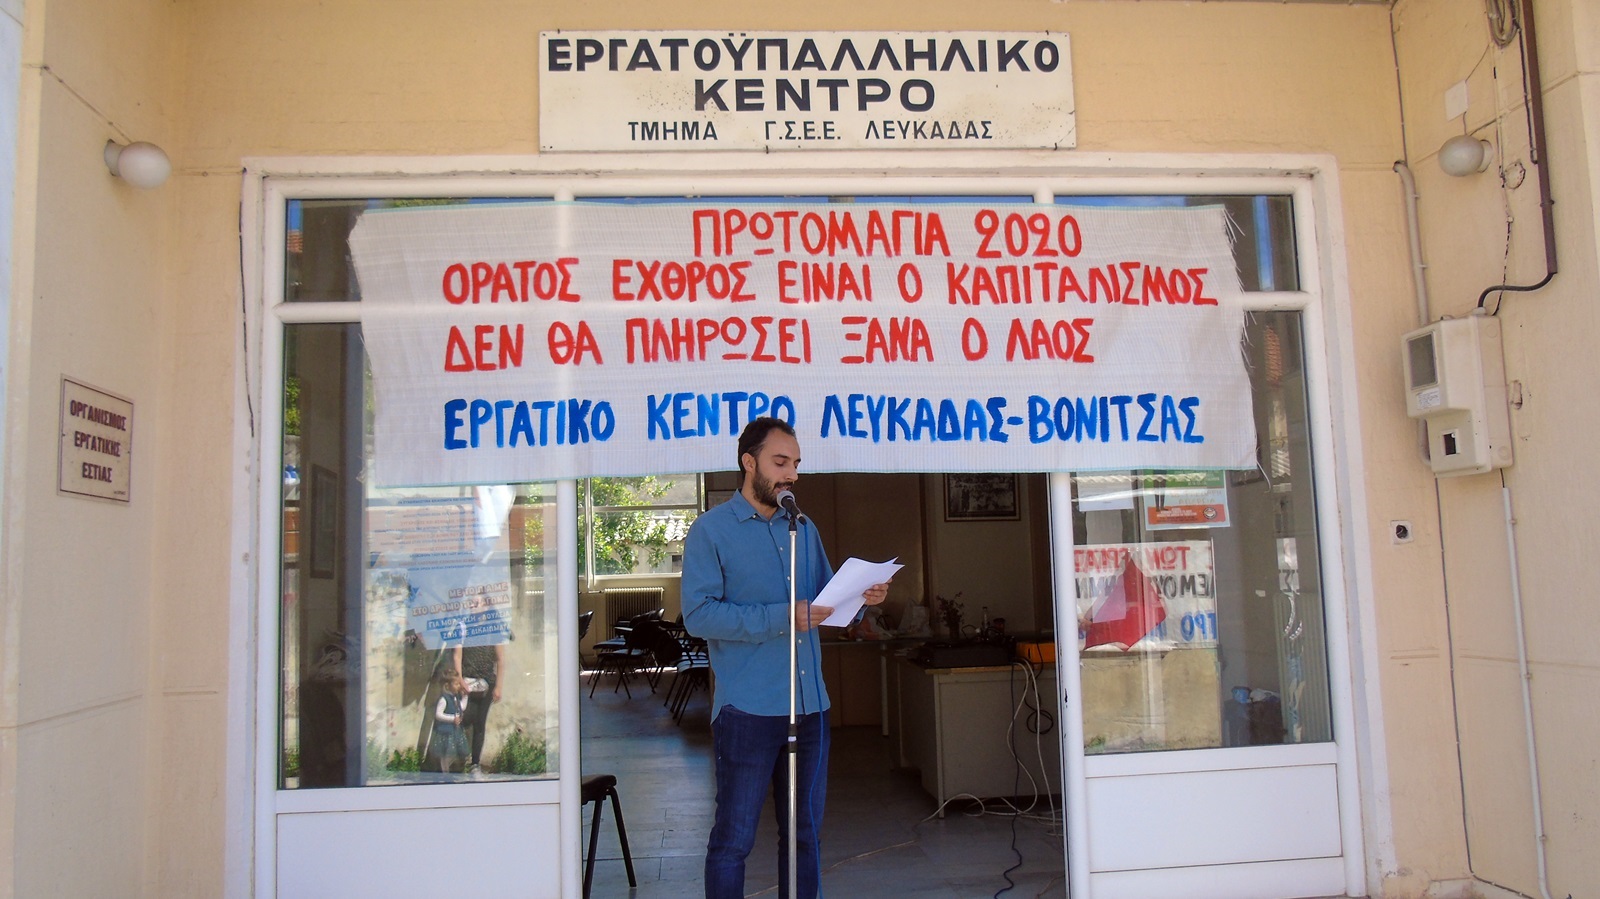 ΕΡΓΑΤΟΫΠΑΛΛΗΛΙΚΟ
ΚΕΝΤΡΟ
ΤΜΗΜΑ Γ.Σ.Ε.Ε. ΛΕΥΚΑΔΑΣ
ΠΡΩΤΟΜΑΓΙΑ 2020
ΟΡΑΤΟΣ ΕΧΘΡΟΣ ΕΙΝΑΙ Ο ΚΑΠΙΤΑΛΙΣΜΟΣ
ΔΕΝ ΘΑ ΠΛΗΡΩΣΕΙ ΞΑΝΑ Ο ΛΑΟΣ
ΕΡΓΑΤΙΚΟ ΚΕΝΤΡΟ ΛΕΥΚΑΔΑΣ-ΒΟΝΙΤΣΑΣ
ΟΡΓΑΝΙΣΜΟΣ
ΕΡΓΑΤΙΚΗΣ
ΕΣΤΙΑΣ